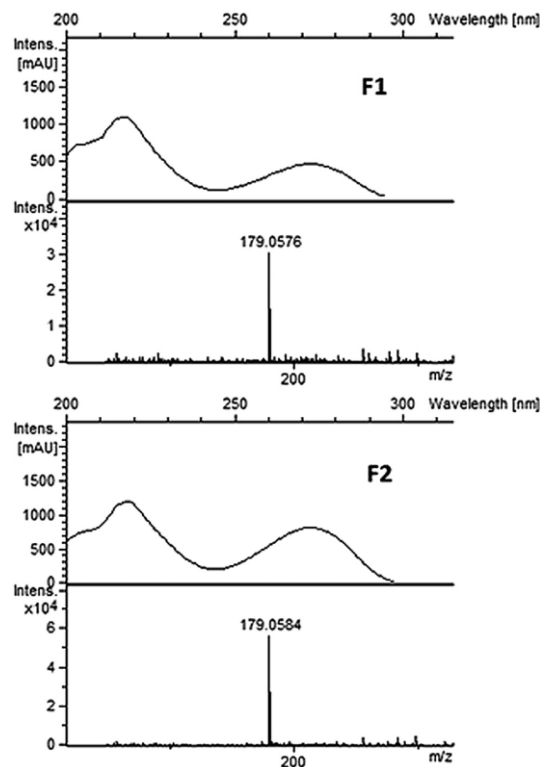 200 250 300 Wavelength [nm]
Intens.
[mAU]
F1
1500
1000
500
0
Intens.
x10⁴
179.0576
3
2
1
0
200 m/z
200 250 300 Wavelength [nm]
Intens.
[mAU]
F2
1500
1000
500
0
Intens.
x10⁴
179.0584
6
4
2
0
200 m/z